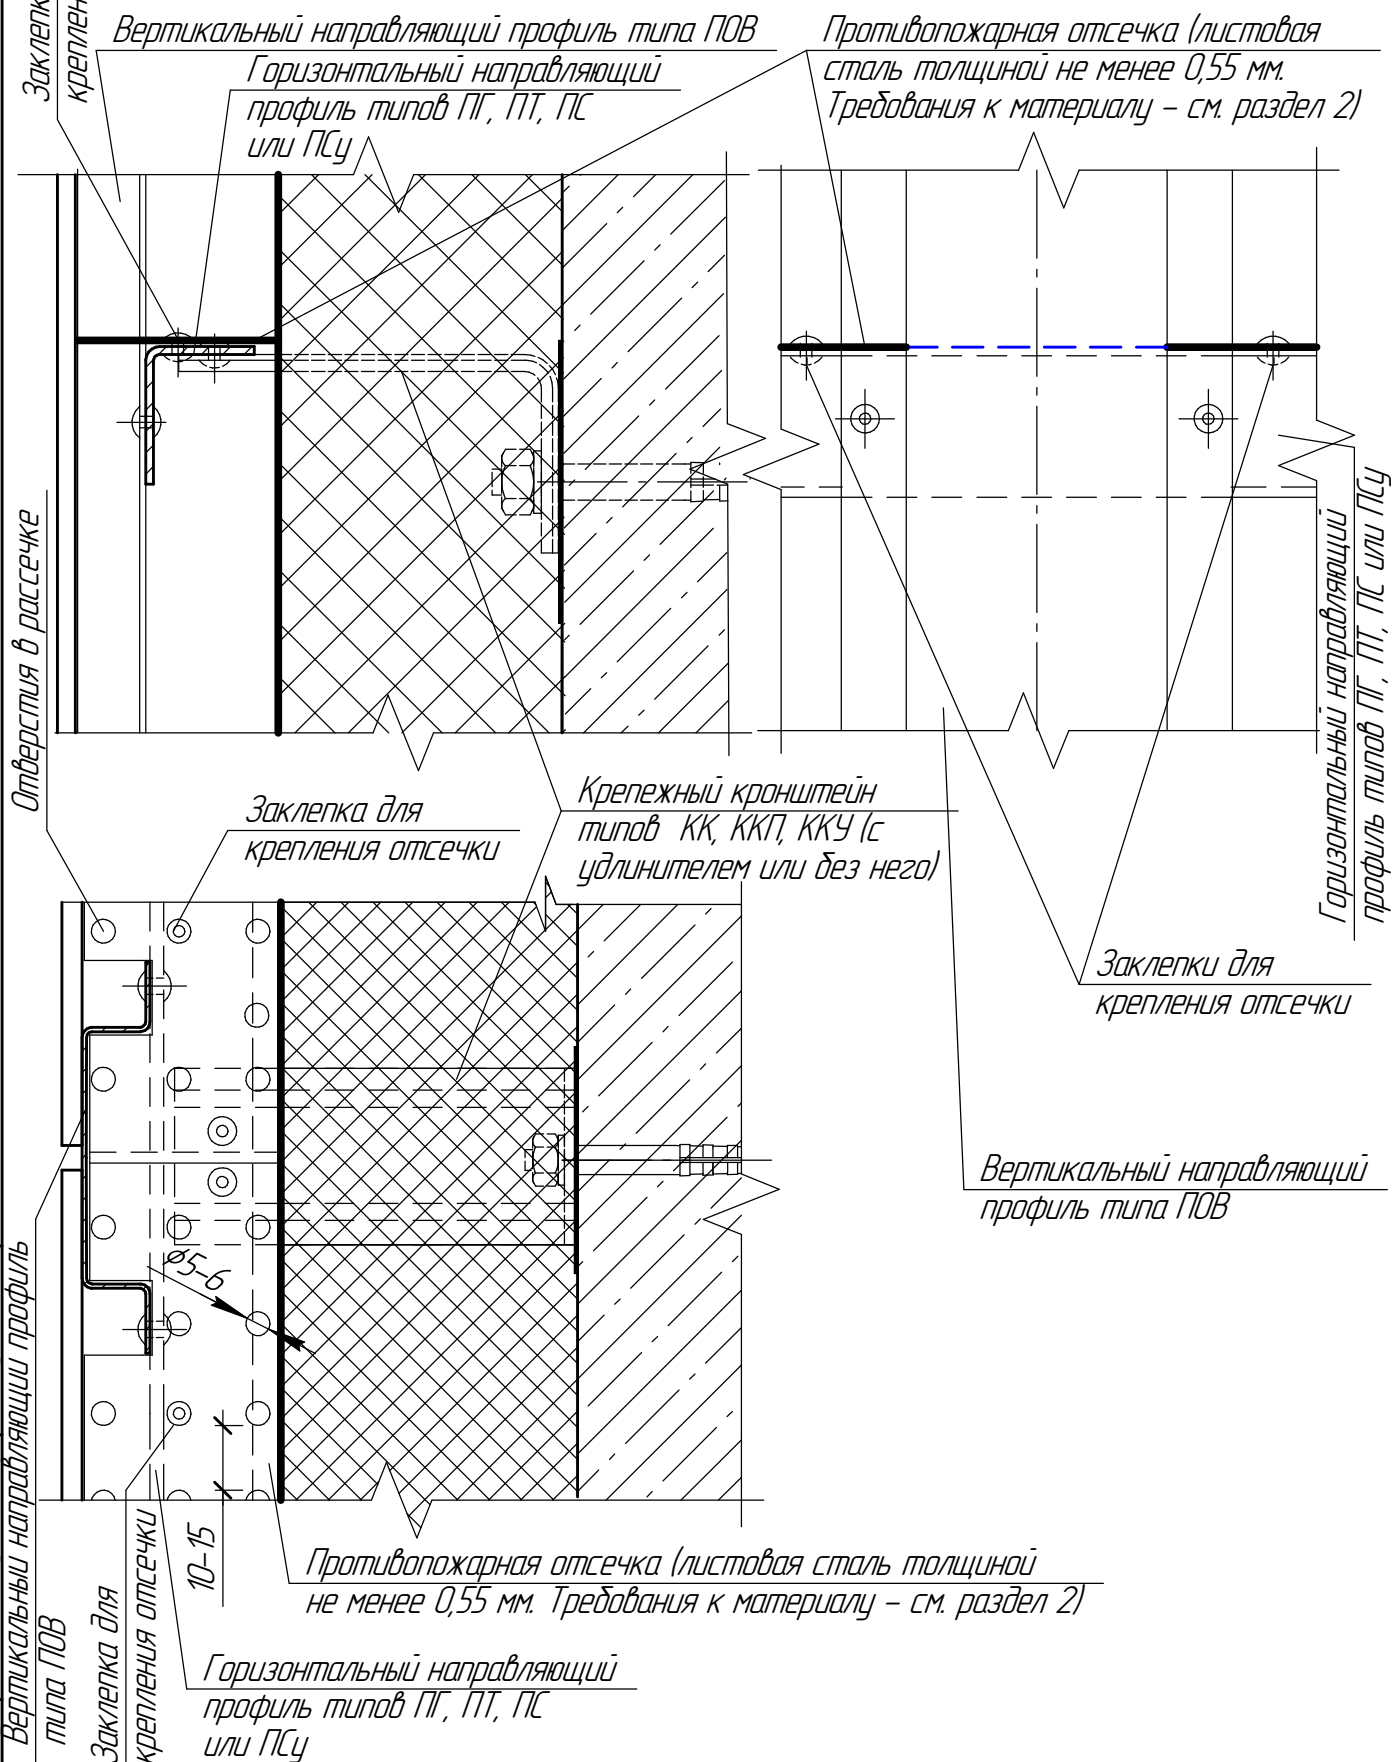 Заклепк
креплен
Вертикальный направляющий профиль типа ПОВ
Горизонтальный направляющий
профиль типов ПГ, ПТ, ПС
или ПСу
Противопожарная отсечка (листовая
сталь толщиной не менее 0,55 мм.
Требования к материалу – см. раздел 2)
Отверстия в рассечке
Горизонтальный направляющий
профиль типов ПГ, ПТ, ПС или ПСу
Заклепка для
крепления отсечки
Крепежный кронштейн
типов КК, ККП, ККУ (с
удлинителем или без него)
Заклепки для
крепления отсечки
Вертикальный направляющий
профиль типа ПОВ
⌀5-6
10-15
Вертикальный направляющий профиль
типа ПОВ
Заклепка для
крепления отсечки
Противопожарная отсечка (листовая сталь толщиной
не менее 0,55 мм. Требования к материалу – см. раздел 2)
Горизонтальный направляющий
профиль типов ПГ, ПТ, ПС
или ПСу